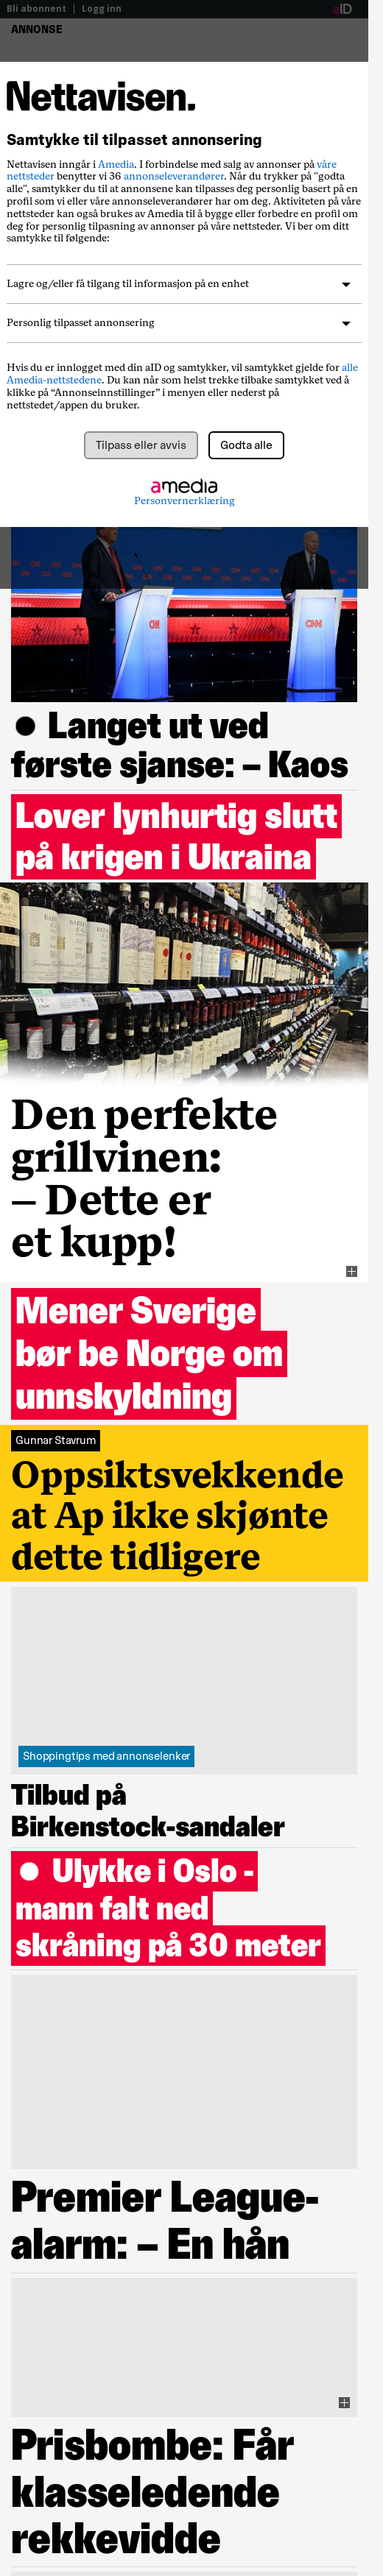 Bli abonnent | Logg inn
aID
ANNONSE
Nettavisen.
Samtykke til tilpasset annonsering
Nettavisen inngår i Amedia. I forbindelse med salg av annonser på våre
nettsteder benytter vi 36 annonseleverandører. Når du trykker på "godta
alle", samtykker du til at annonsene kan tilpasses deg personlig basert på en
profil som vi eller våre annonseleverandører har om deg. Aktiviteten på våre
nettsteder kan også brukes av Amedia til å bygge eller forbedre en profil om
deg for personlig tilpasning av annonser på våre nettsteder. Vi ber om ditt
samtykke til følgende:
Lagre og/eller få tilgang til informasjon på en enhet
Personlig tilpasset annonsering
Hvis du er innlogget med din aID og samtykker, vil samtykket gjelde for alle
Amedia-nettstedene. Du kan når som helst trekke tilbake samtykket ved å
klikke på “Annonseinnstillinger” i menyen eller nederst på
nettstedet/appen du bruker.
Tilpass eller avvis
Godta alle
amedia
Personvernerklæring
CNN
CNN
Langet ut ved
første sjanse: – Kaos
Lover lynhurtig slutt
på krigen i Ukraina
Den perfekte
grillvinen:
– Dette er
et kupp!
Mener Sverige
bør be Norge om
unnskyldning
Gunnar Stavrum
Oppsiktsvekkende
at Ap ikke skjønte
dette tidligere
Shoppingtips med annonselenker
Tilbud på
Birkenstock-sandaler
Ulykke i Oslo -
mann falt ned
skråning på 30 meter
Premier League-
alarm: – En hån
Prisbombe: Får
klasseledende
rekkevidde